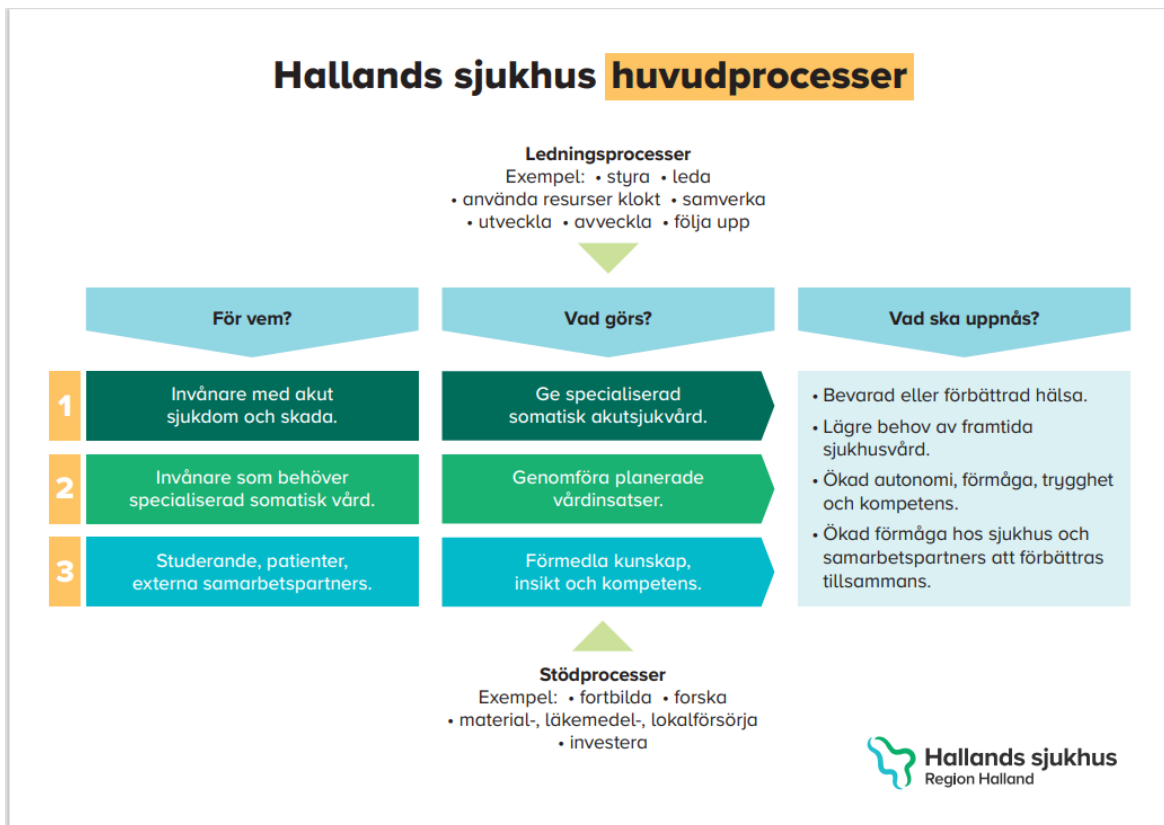 Hallands sjukhus huvudprocesser
Ledningsprocesser
Exempel: • styra • leda
• använda resurser klokt • samverka
• utveckla • avveckla • följa upp
För vem?
Vad görs?
Vad ska uppnås?
1
Invånare med akut
sjukdom och skada.
Ge specialiserad
somatisk akutsjukvård.
2
Invånare som behöver
specialiserad somatisk vård.
Genomföra planerade
vårdinsatser.
3
Studerande, patienter,
externa samarbetspartners.
Förmedla kunskap,
insikt och kompetens.
• Bevarad eller förbättrad hälsa.
• Lägre behov av framtida
sjukhusvård.
• Ökad autonomi, förmåga, trygghet
och kompetens.
• Ökad förmåga hos sjukhus och
samarbetspartners att förbättras
tillsammans.
Stödprocesser
Exempel: • fortbilda • forska
• material-, läkemedel-, lokalförsörja
• investera
Hallands sjukhus
Region Halland